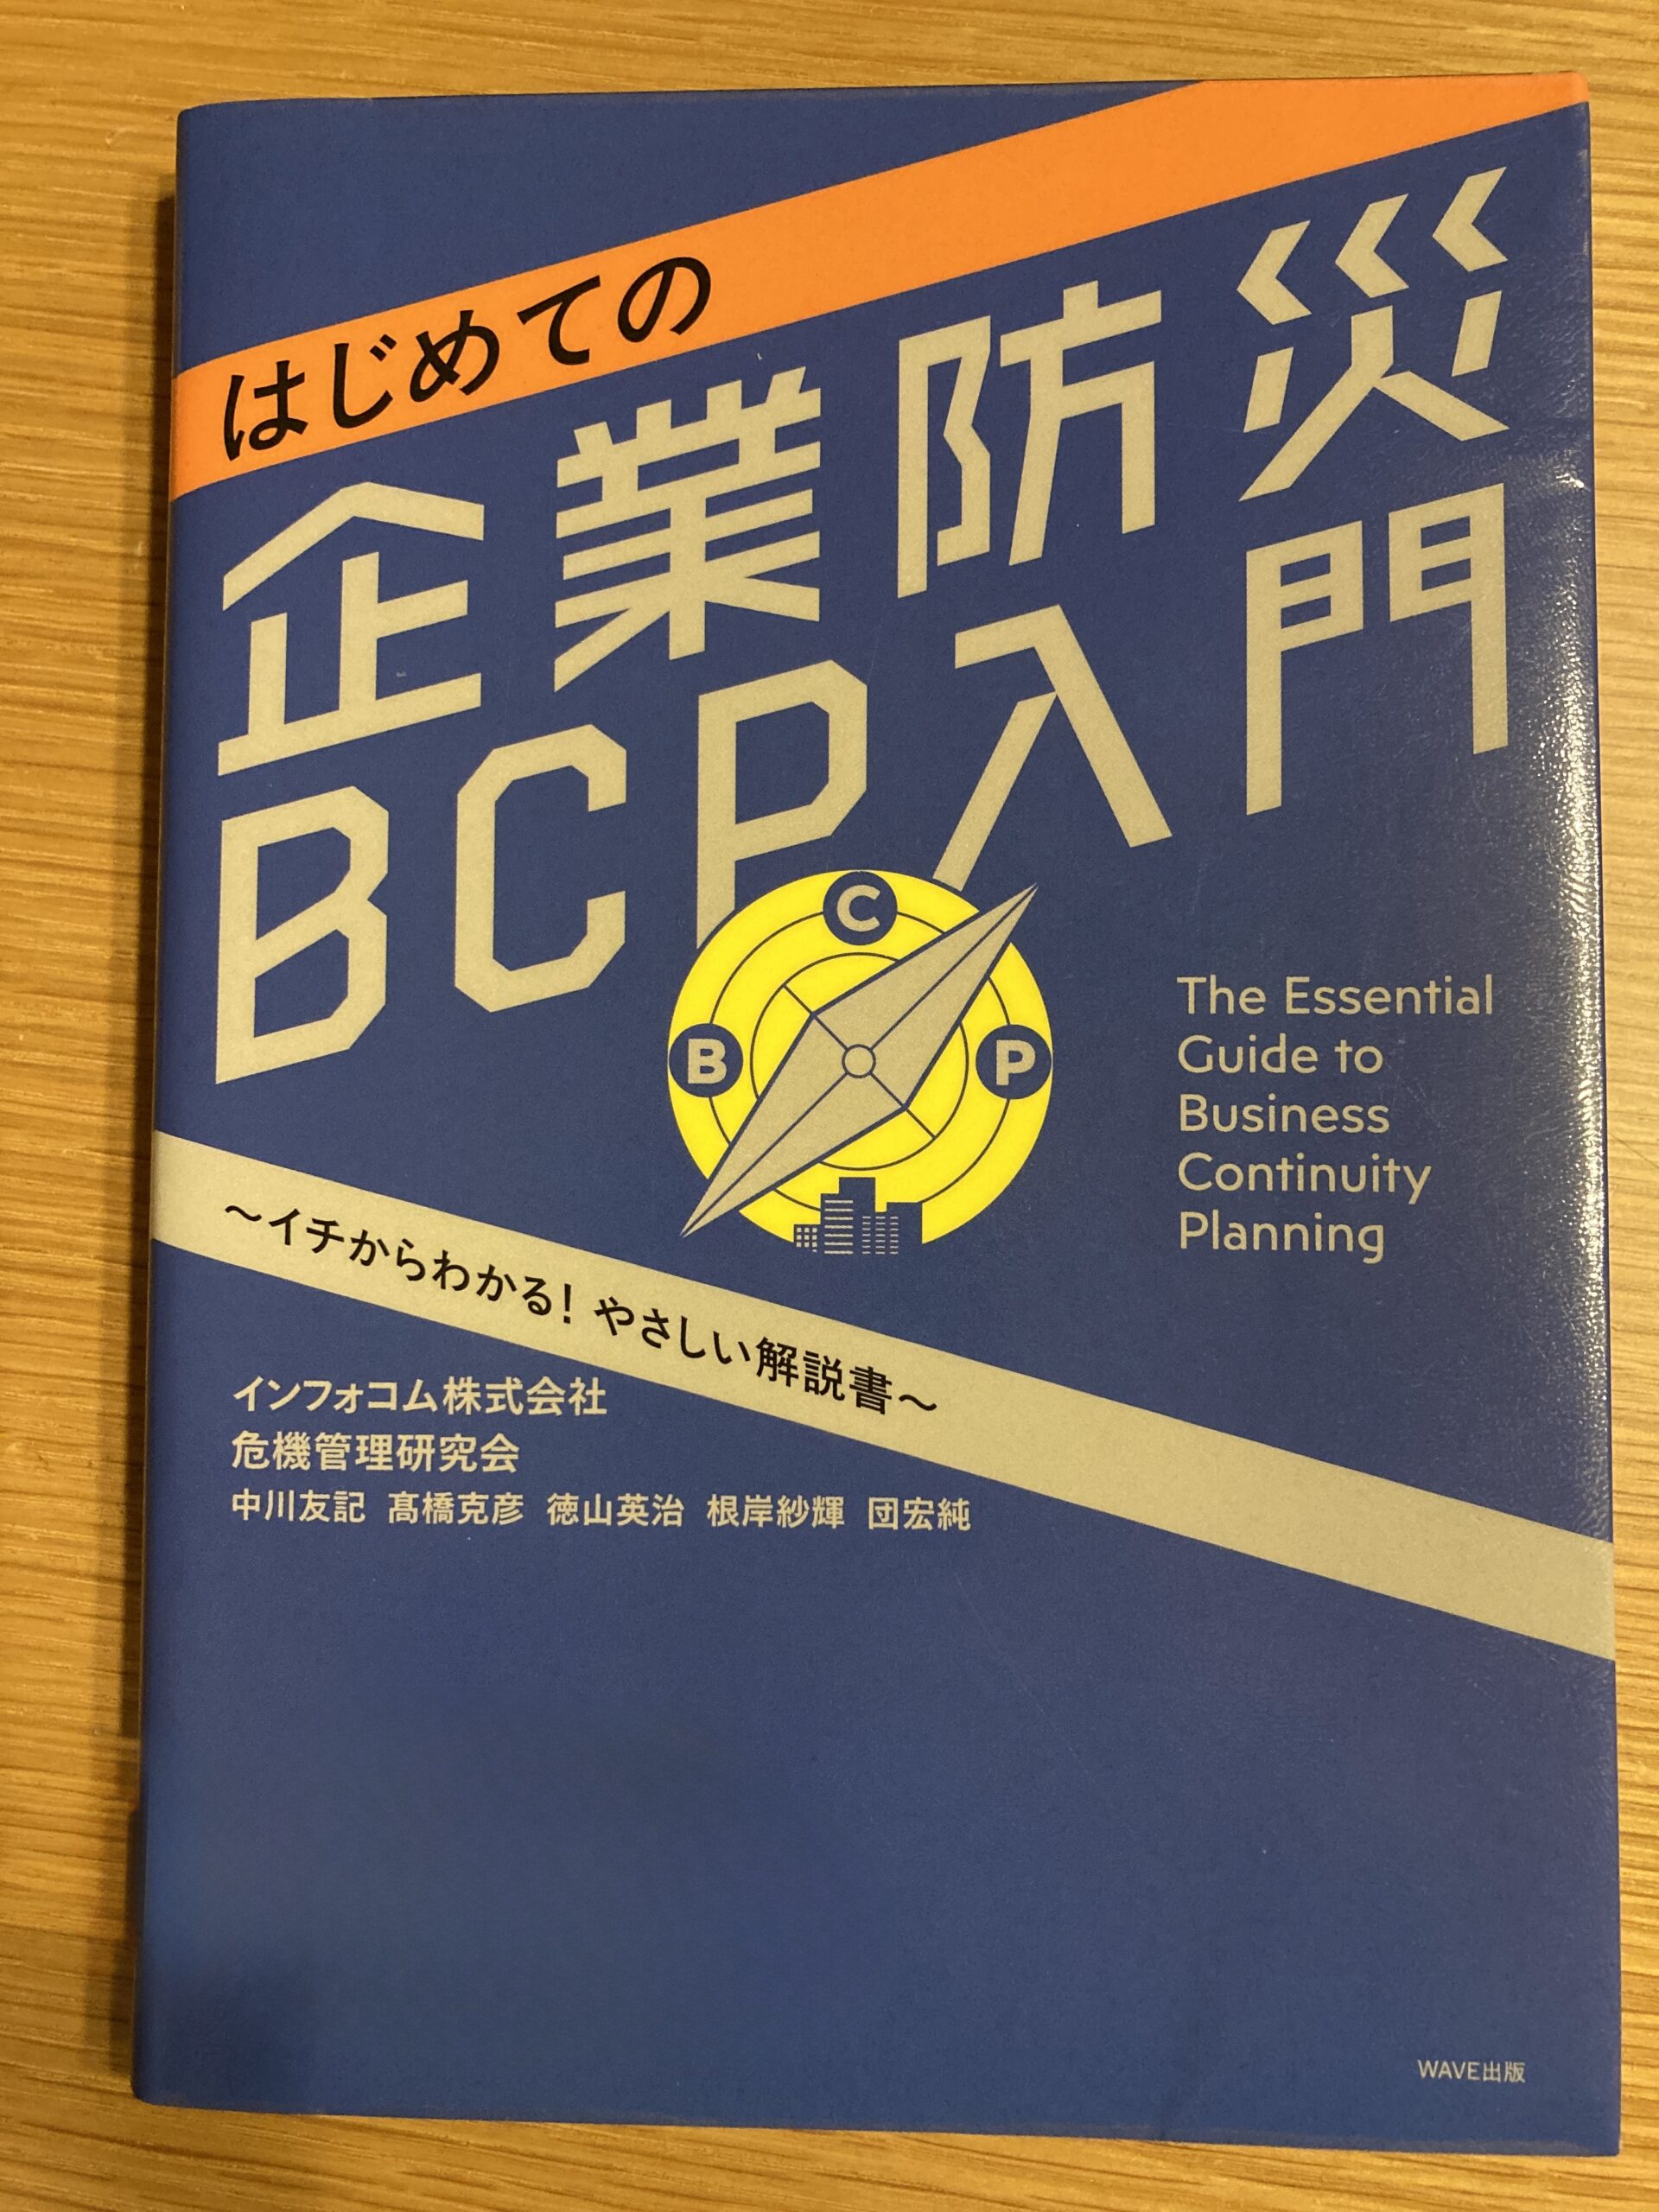 はじめての
企業防災
BCP入門
C
B
P
The Essential
Guide to
Business
Continuity
Planning
～イチからわかる！やさしい解説書～
インフォコム株式会社
危機管理研究会
中川友記 髙橋克彦 徳山英治 根岸紗輝 団宏純
WAVE出版